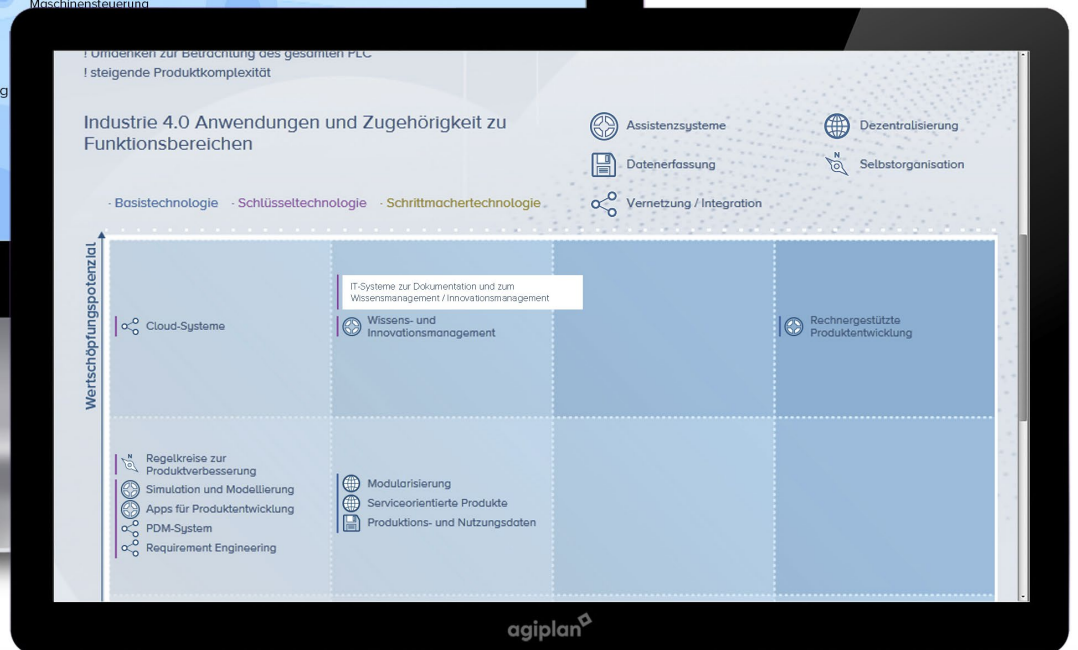 Maschinensteuerung
g
! Umdenken zur Betrachtung des gesamten PLC
! steigende Produktkomplexität
Industrie 4.0 Anwendungen und Zugehörigkeit zu
Funktionsbereichen
Assistenzsysteme
Dezentralisierung
Datenerfassung
N
Selbstorganisation
Vernetzung / Integration
· Basistechnologie · Schlüsseltechnologie · Schrittmachertechnologie
Wertschöpfungspotenzial
IT-Systeme zur Dokumentation und zum
Wissensmanagement / Innovationsmanagement
Cloud-Systeme
Wissens- und
Innovationsmanagement
Rechnergestützte
Produktentwicklung
N
Regelkreise zur
Produktverbesserung
Simulation und Modellierung
Apps für Produktentwicklung
PDM-System
Requirement Engineering
Modularisierung
Serviceorientierte Produkte
Produktions- und Nutzungsdaten
agiplan